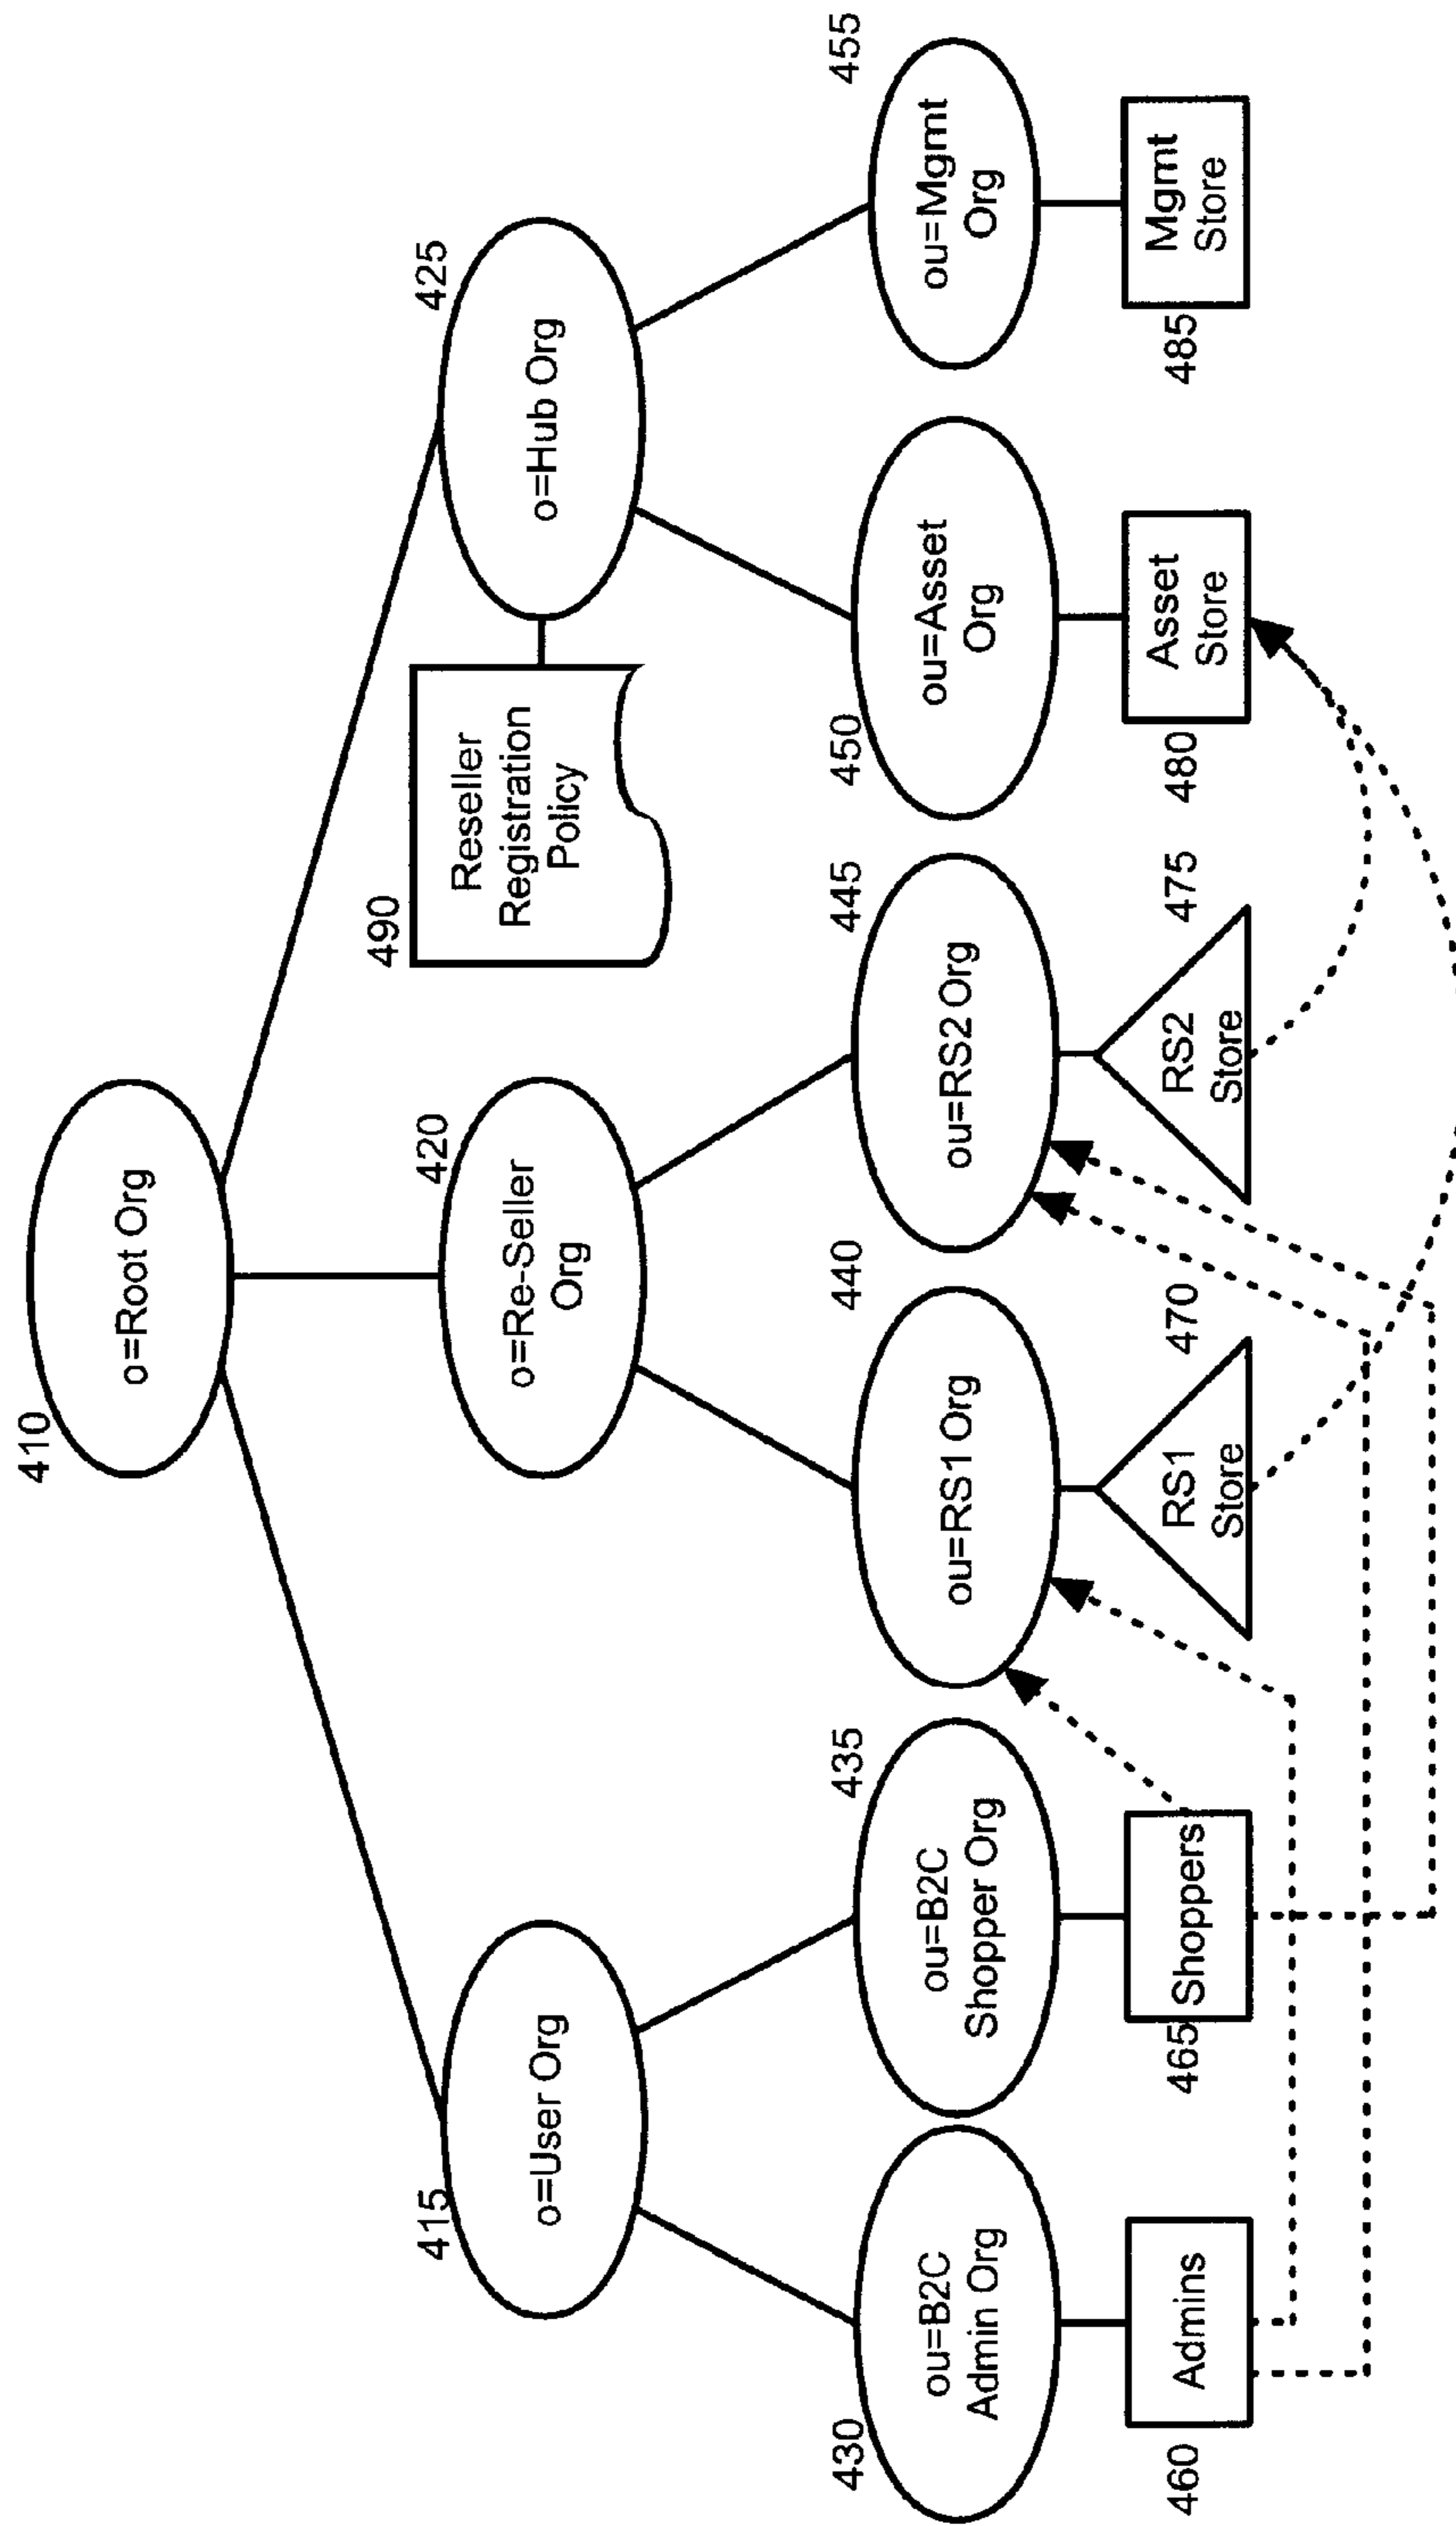 410
o=Root Org
415
o=User Org
420
o=Re-Seller
Org
490
Reseller
Registration
Policy
425
o=Hub Org
430
ou=B2C
Admin Org
435
ou=B2C
Shopper Org
440
ou=RS1 Org
445
ou=RS2 Org
450
ou=Asset
Org
455
ou=Mgmt
Org
460
Admins
465
Shoppers
470
RS1
Store
475
RS2
Store
480
Asset
Store
485
Mgmt
Store